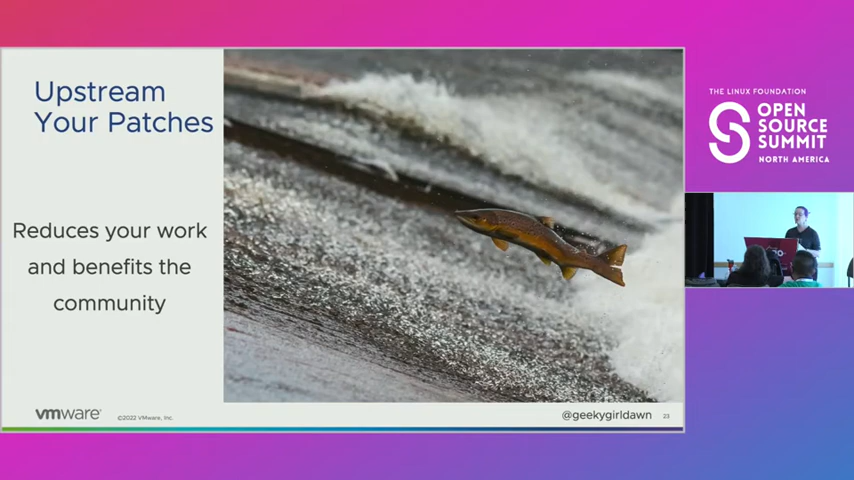 Upstream
Your Patches
Reduces your work
and benefits the
community
vmware
©2022 VMware, Inc.
@geekygirldawn
23
THE LINUX FOUNDATION
OPEN
SOURCE
SUMMIT
NORTH AMERICA